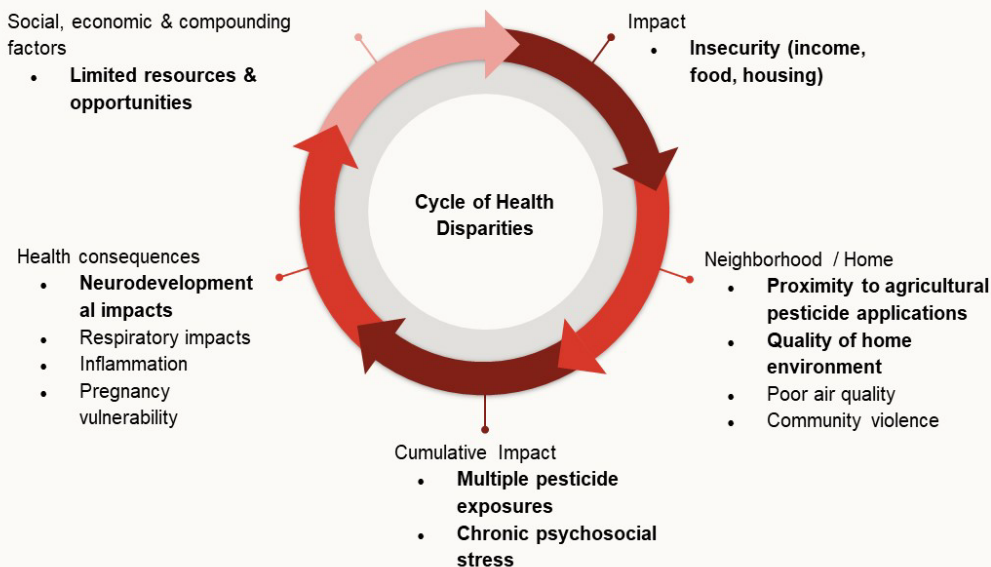 Social, economic & compounding
factors
• Limited resources &
opportunities
Impact
• Insecurity (income,
food, housing)
Cycle of Health
Disparities
Neighborhood / Home
• Proximity to agricultural
pesticide applications
• Quality of home
environment
• Poor air quality
• Community violence
Cumulative Impact
• Multiple pesticide
exposures
• Chronic psychosocial
stress
Health consequences
• Neurodevelopment
al impacts
• Respiratory impacts
• Inflammation
• Pregnancy
vulnerability